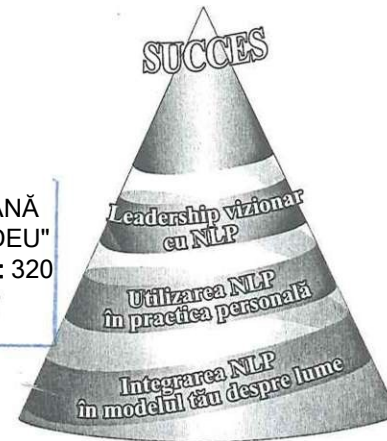 SUCCES
Leadership vizionar
cu NLP
ANĂ
DEU"
: 320
Utilizarea NLP
în practica personală
Integrarea NLP
în modelul tău despre lume